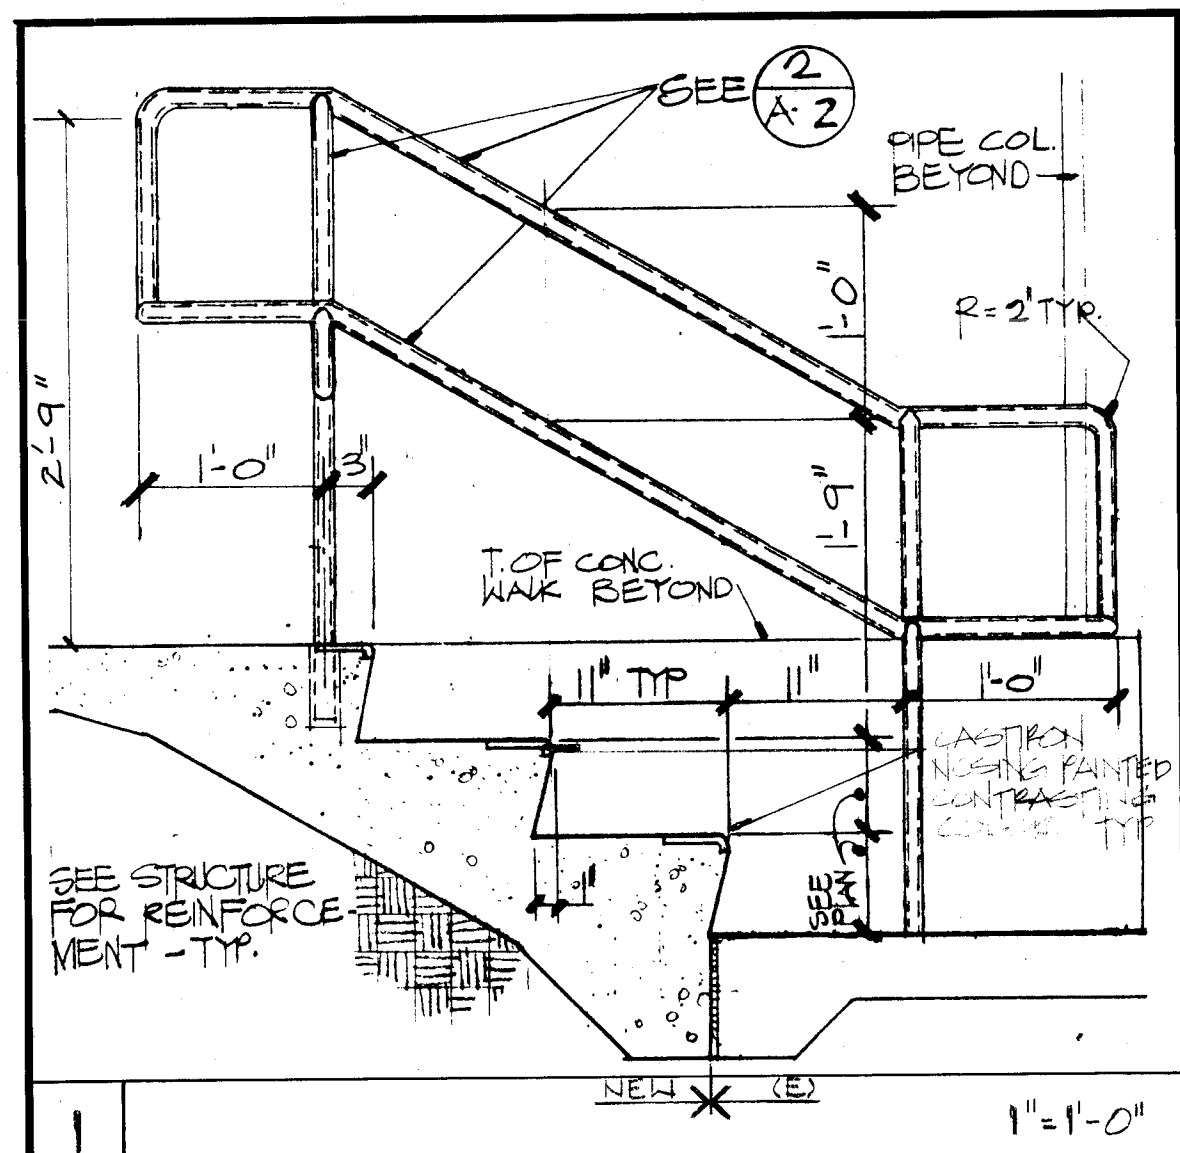 SEE 2
A·2
PIPE COL.
BEYOND
1'-0"
R=2" TYP.
2'-9"
1'-0" 3"
1'-9"
T. OF CONC.
WALK BEYOND
11" TYP 11" 1'-0"
CAST IRON
NOSING PAINTED
CONTRASTING
COLOR TYP
SEE STRUCTURE
FOR REINFORCE-
MENT - TYP.
1"
SEE
PLAN
NEW (E)
1
1"=1'-0"